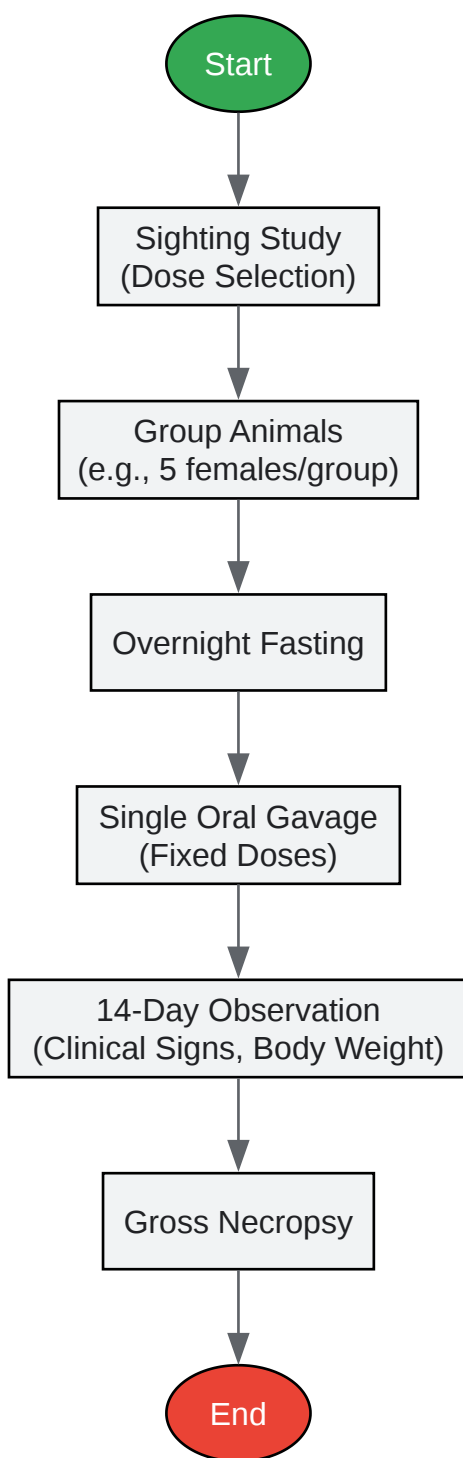 Start
Sighting Study
(Dose Selection)
Group Animals
(e.g., 5 females/group)
Overnight Fasting
Single Oral Gavage
(Fixed Doses)
14-Day Observation
(Clinical Signs, Body Weight)
Gross Necropsy
End